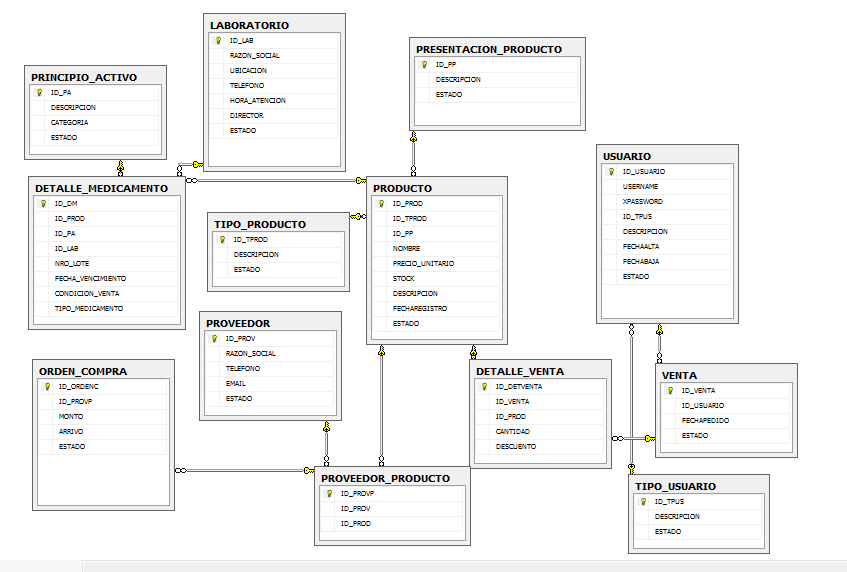 LABORATORIO
ID_LAB
RAZON_SOCIAL
UBICACION
TELEFONO
HORA_ATENCION
DIRECTOR
ESTADO
PRESENTACION_PRODUCTO
ID_PP
DESCRIPCION
ESTADO
PRINCIPIO_ACTIVO
ID_PA
DESCRIPCION
CATEGORIA
ESTADO
USUARIO
ID_USUARIO
USERNAME
XPASSWORD
ID_TPUS
DESCRIPCION
FECHAALTA
FECHABAJA
ESTADO
DETALLE_MEDICAMENTO
ID_DM
ID_PROD
ID_PA
ID_LAB
NRO_LOTE
FECHA_VENCIMIENTO
CONDICION_VENTA
TIPO_MEDICAMENTO
PRODUCTO
ID_PROD
ID_TPROD
ID_PP
NOMBRE
PRECIO_UNITARIO
STOCK
DESCRIPCION
FECHAREGISTRO
ESTADO
TIPO_PRODUCTO
ID_TPROD
DESCRIPCION
ESTADO
PROVEEDOR
ID_PROV
RAZON_SOCIAL
TELEFONO
EMAIL
ESTADO
ORDEN_COMPRA
ID_ORDENC
ID_PROVP
MONTO
ARRIVO
ESTADO
DETALLE_VENTA
ID_DETVENTA
ID_VENTA
ID_PROD
CANTIDAD
DESCUENTO
VENTA
ID_VENTA
ID_USUARIO
FECHAPEDIDO
ESTADO
PROVEEDOR_PRODUCTO
ID_PROVP
ID_PROV
ID_PROD
TIPO_USUARIO
ID_TPUS
DESCRIPCION
ESTADO